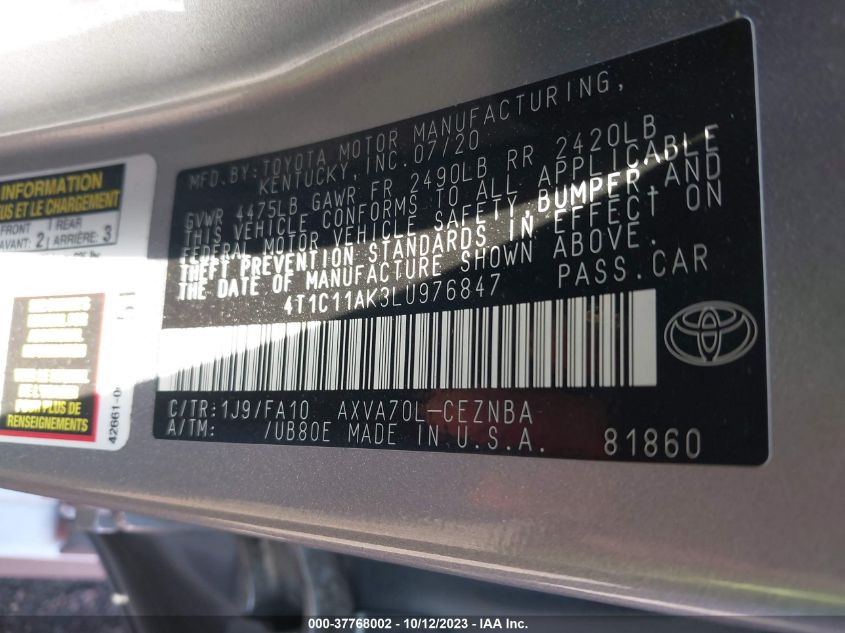 MFD. BY: TOYOTA MOTOR MANUFACTURING,
KENTUCKY, INC. 07/20
GVWR 4475LB GAWR FR 2490LB RR 2420LB
THIS VEHICLE CONFORMS TO ALL APPLICABLE
FEDERAL MOTOR VEHICLE SAFETY, BUMPER, AND
THEFT PREVENTION STANDARDS IN EFFECT ON
THE DATE OF MANUFACTURE SHOWN ABOVE.
4T1C11AK3LU976847 PASS.CAR
C/TR:1J9/FA10 AXVA70L-CEZNBA
A/TM: /UB80E MADE IN U.S.A. 81860
INFORMATION
US ET LE CHARGEMENT
FRONT
AVANT: 2
REAR
ARRIÈRE: 3
POUR PLUS DE
RENSEIGNEMENTS
42661-0
000-37768002 - 10/12/2023 - IAA Inc.